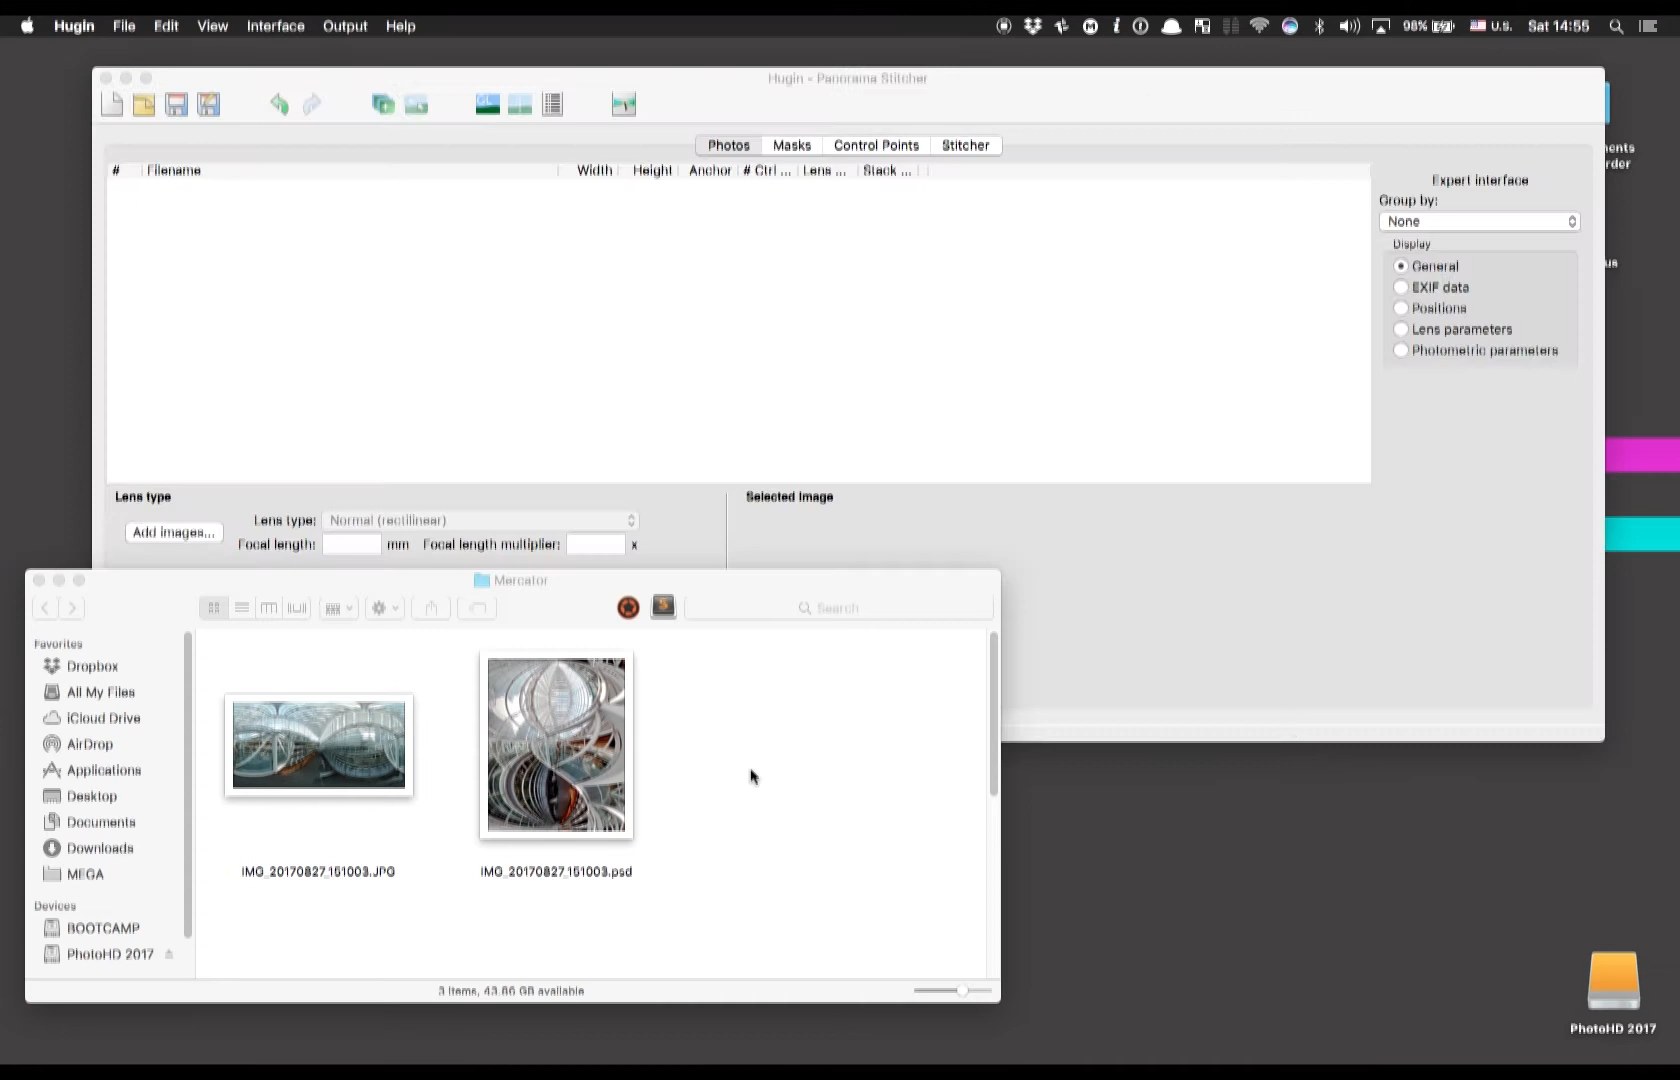 Hugin File Edit View Interface Output Help 98% U.S. Sat 14:55
Hugin - Panorama Stitcher
Photos Masks Control Points Stitcher
# Filename Width Height Anchor # Ctrl ... Lens ... Stack ...
Expert interface
Group by:
None
Display
General
EXIF data
Positions
Lens parameters
Photometric parameters
Lens type
Add images...
Lens type: Normal (rectilinear)
Focal length: mm Focal length multiplier: x
Selected image
Mercator
Search
Favorites
Dropbox
All My Files
iCloud Drive
AirDrop
Applications
Desktop
Documents
Downloads
MEGA
Devices
BOOTCAMP
PhotoHD 2017
IMG_20170827_151003.JPG
IMG_20170827_151003.psd
3 items, 43.86 GB available
ents
rder
us
PhotoHD 2017